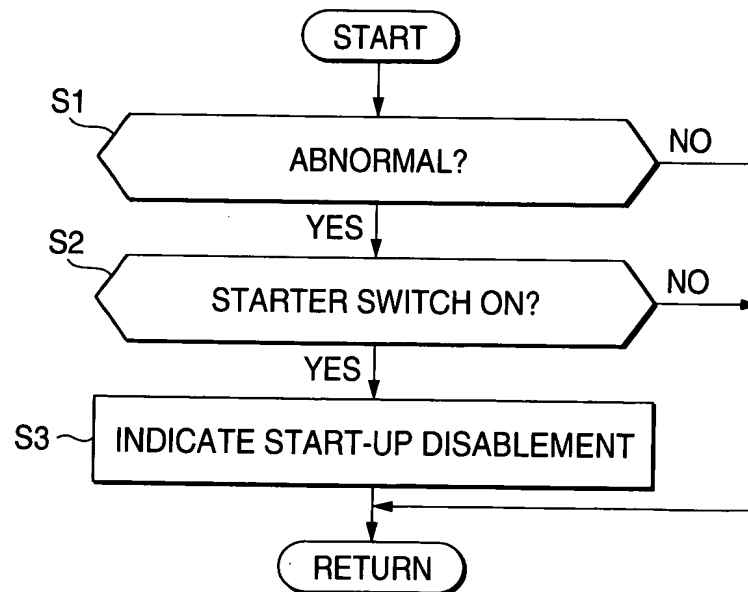 START
S1
ABNORMAL?
NO
YES
S2
STARTER SWITCH ON?
NO
YES
S3
INDICATE START-UP DISABLEMENT
RETURN